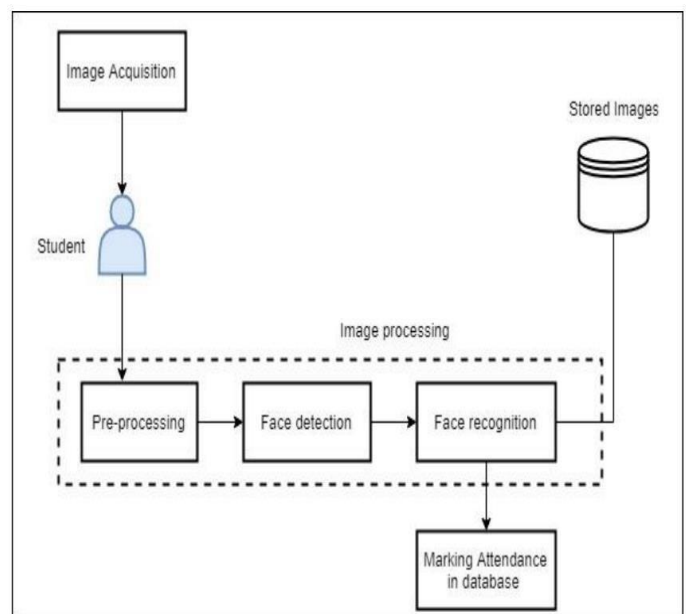 Image Acquisition
Stored Images
Student
Image processing
Pre-processing
Face detection
Face recognition
Marking Attendance
in database